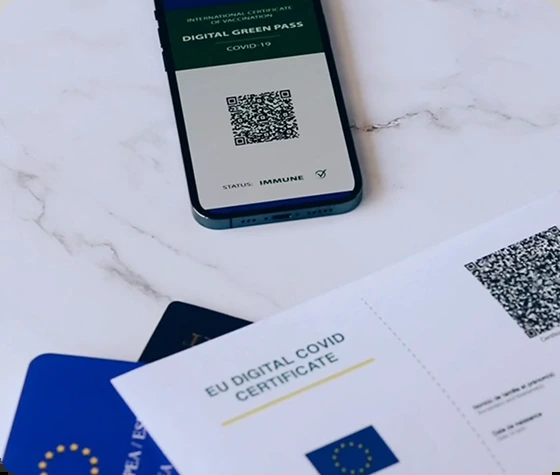 INTERNATIONAL CERTIFICATE
OF VACCINATION
DIGITAL GREEN PASS
COVID-19
STATUS: IMMUNE
EU DIGITAL COVID
CERTIFICATE
Nom(s) de famille et prénom(s)
Date de naissance
PEA / ES